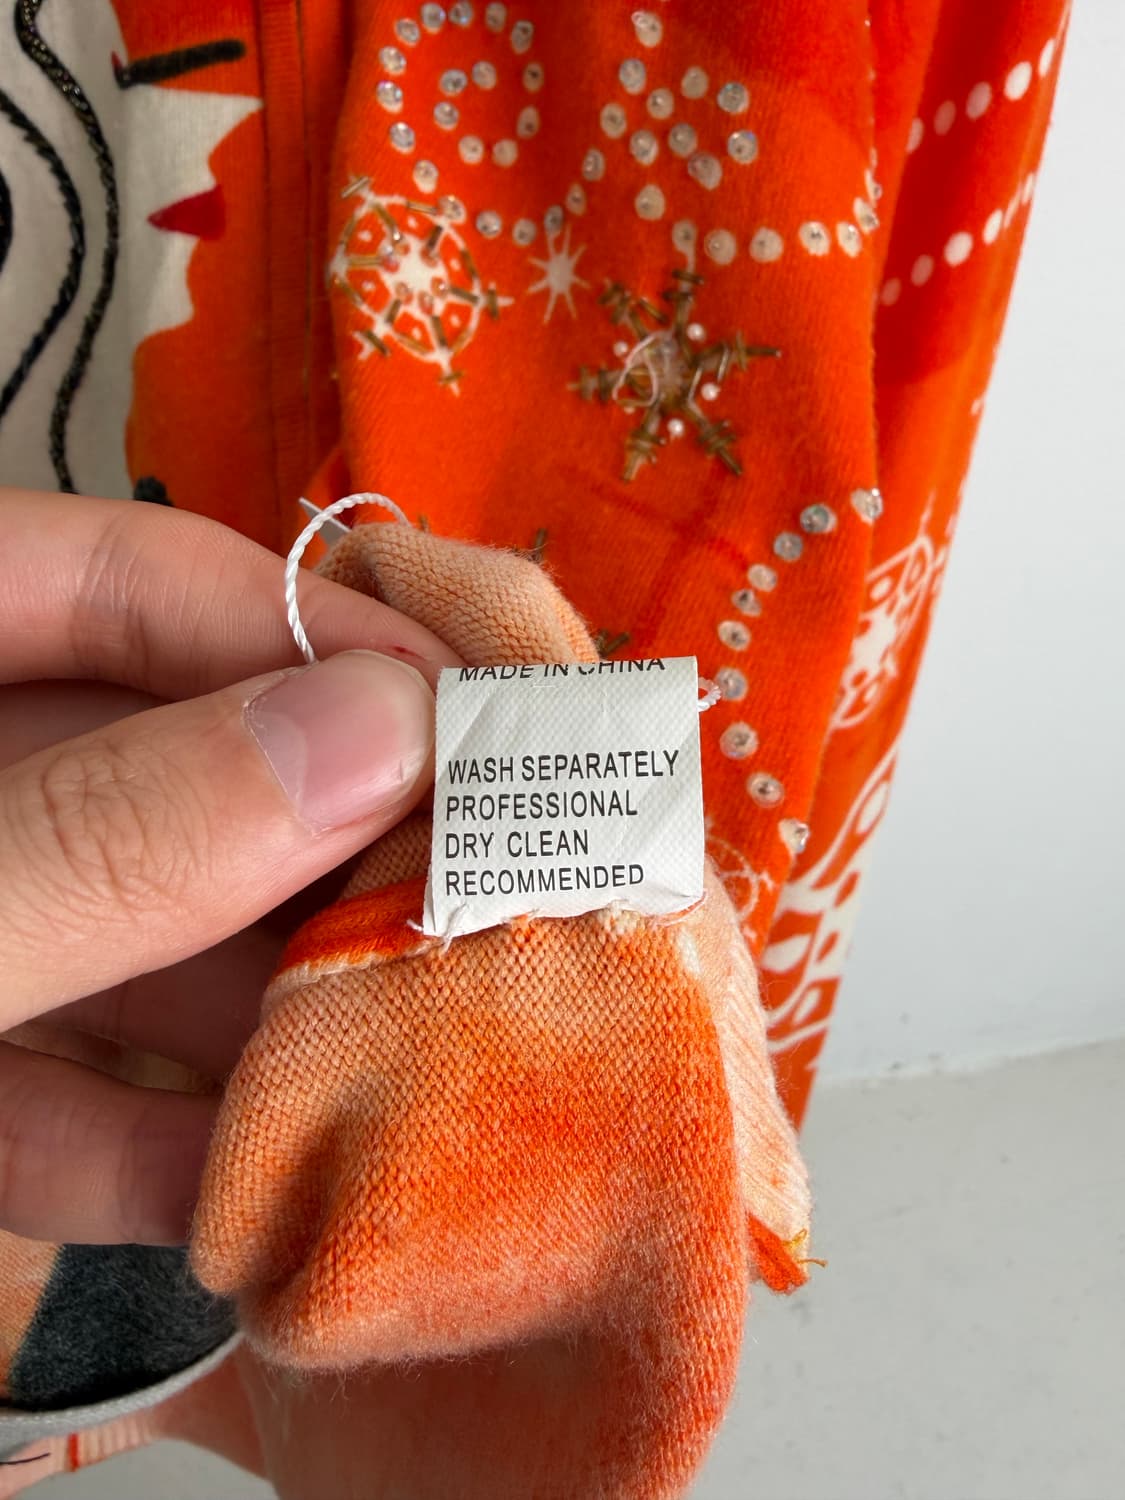 MADE IN CHINA
WASH SEPARATELY
PROFESSIONAL
DRY CLEAN
RECOMMENDED